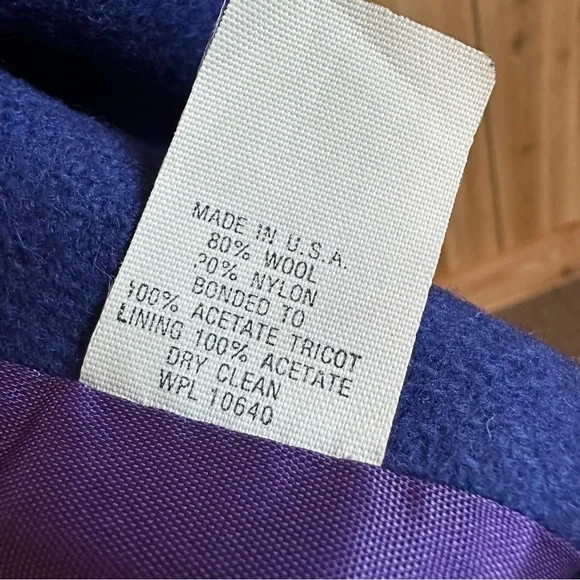 MADE IN U.S.A.
80% WOOL
20% NYLON
BONDED TO
100% ACETATE TRICOT
LINING 100% ACETATE
DRY CLEAN
WPL 10640